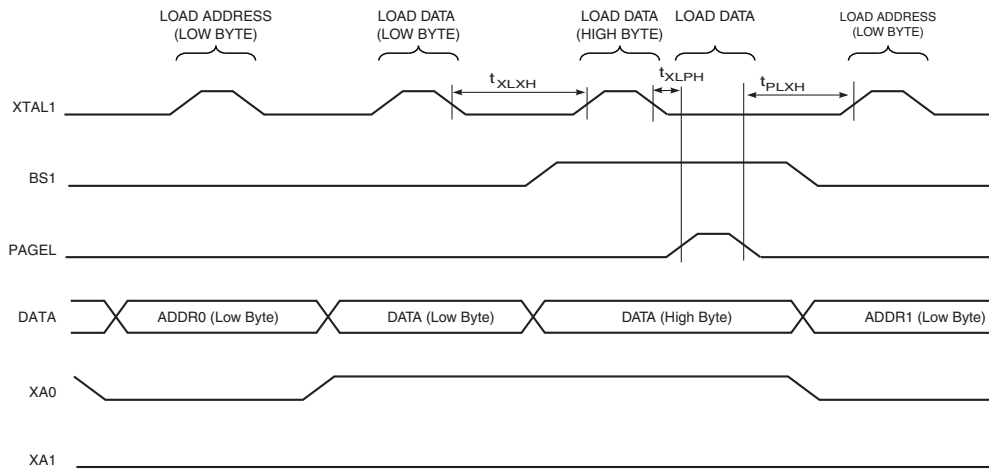 LOAD ADDRESS
(LOW BYTE)
LOAD DATA
(LOW BYTE)
LOAD DATA
(HIGH BYTE)
LOAD DATA
LOAD ADDRESS
(LOW BYTE)
tXLXH
tXLPH
tPLXH
XTAL1
BS1
PAGEL
DATA
ADDR0 (Low Byte)
DATA (Low Byte)
DATA (High Byte)
ADDR1 (Low Byte)
XA0
XA1